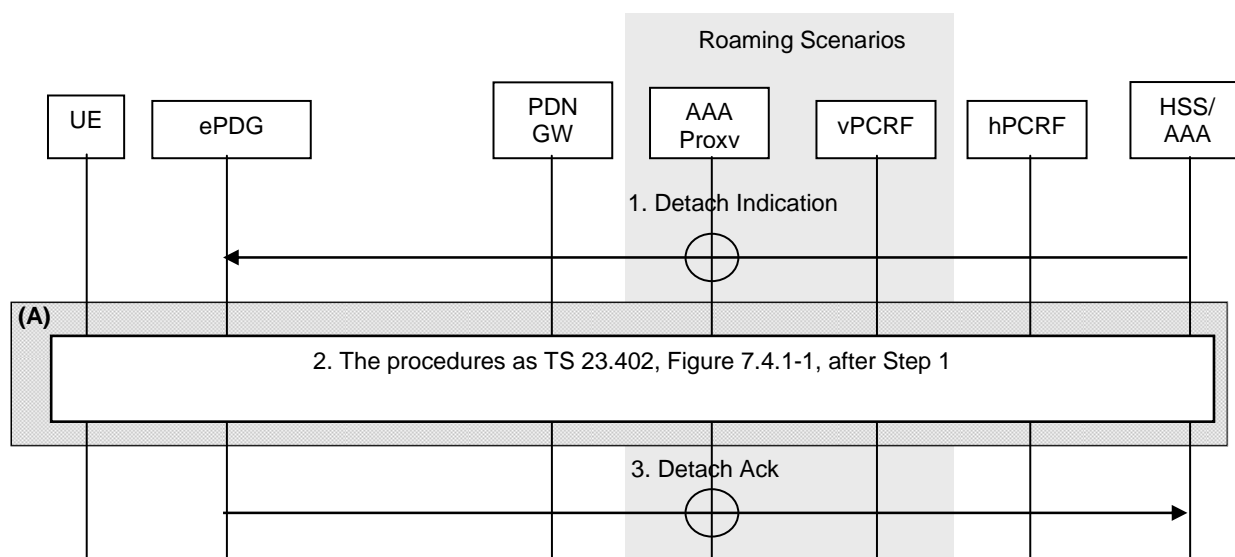 Roaming Scenarios
UE
ePDG
PDN
GW
AAA
Proxv
vPCRF
hPCRF
HSS/
AAA
1. Detach Indication
(A)
2. The procedures as TS 23.402, Figure 7.4.1-1, after Step 1
3. Detach Ack